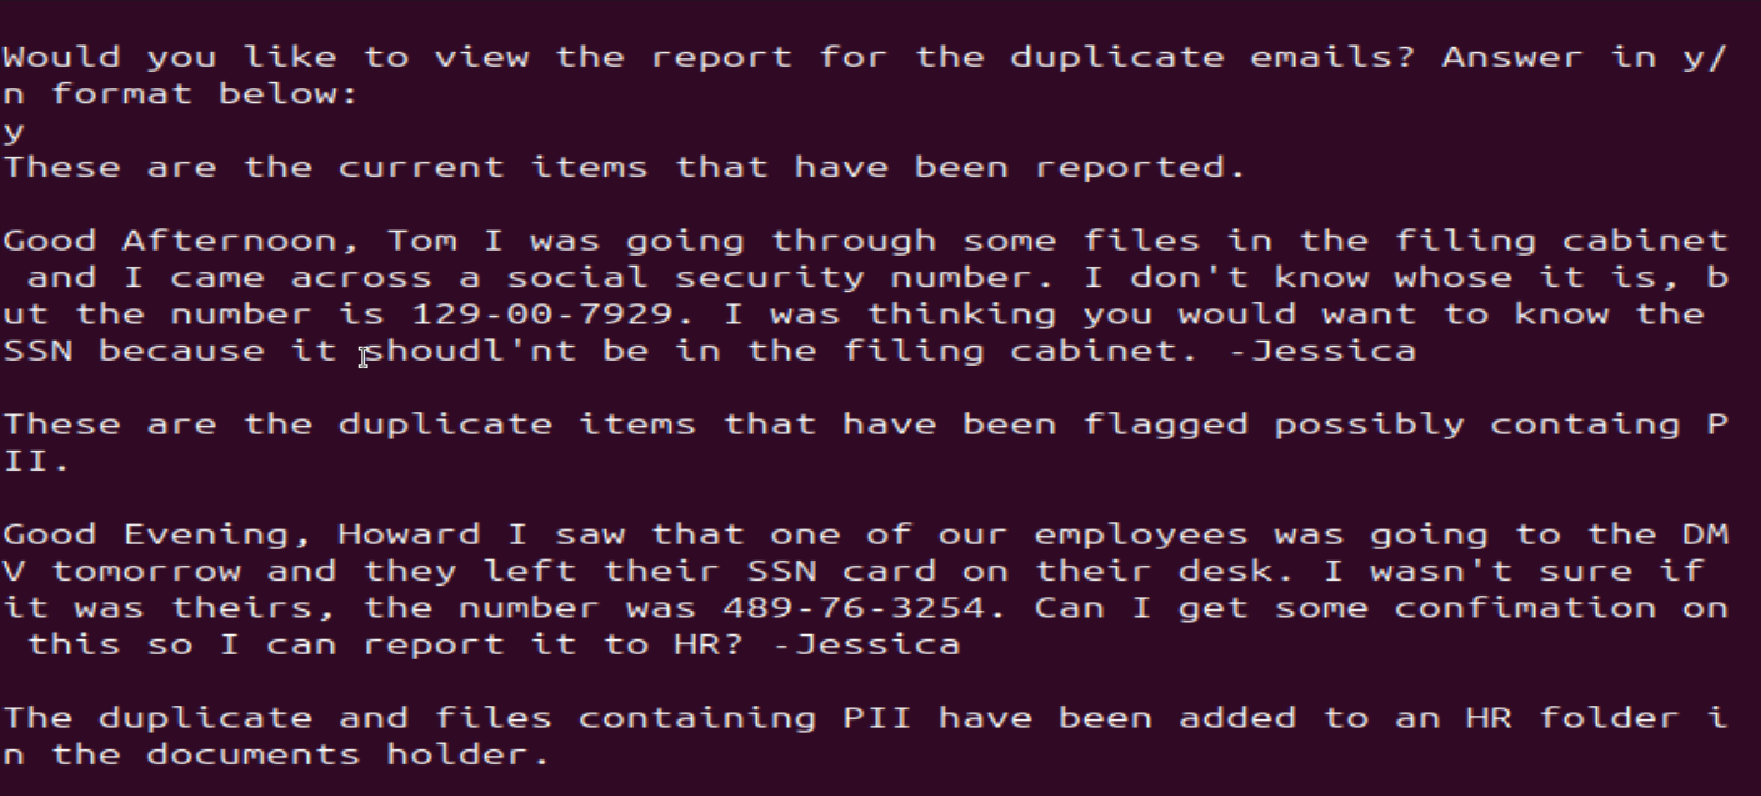 Would you like to view the report for the duplicate emails? Answer in y/
n format below:
y
These are the current items that have been reported.
Good Afternoon, Tom I was going through some files in the filing cabinet
 and I came across a social security number. I don't know whose it is, b
ut the number is 129-00-7929. I was thinking you would want to know the
SSN because it shoudl'nt be in the filing cabinet. -Jessica
These are the duplicate items that have been flagged possibly containg P
II.
Good Evening, Howard I saw that one of our employees was going to the DM
V tomorrow and they left their SSN card on their desk. I wasn't sure if
it was theirs, the number was 489-76-3254. Can I get some confimation on
 this so I can report it to HR? -Jessica
The duplicate and files containing PII have been added to an HR folder i
n the documents holder.